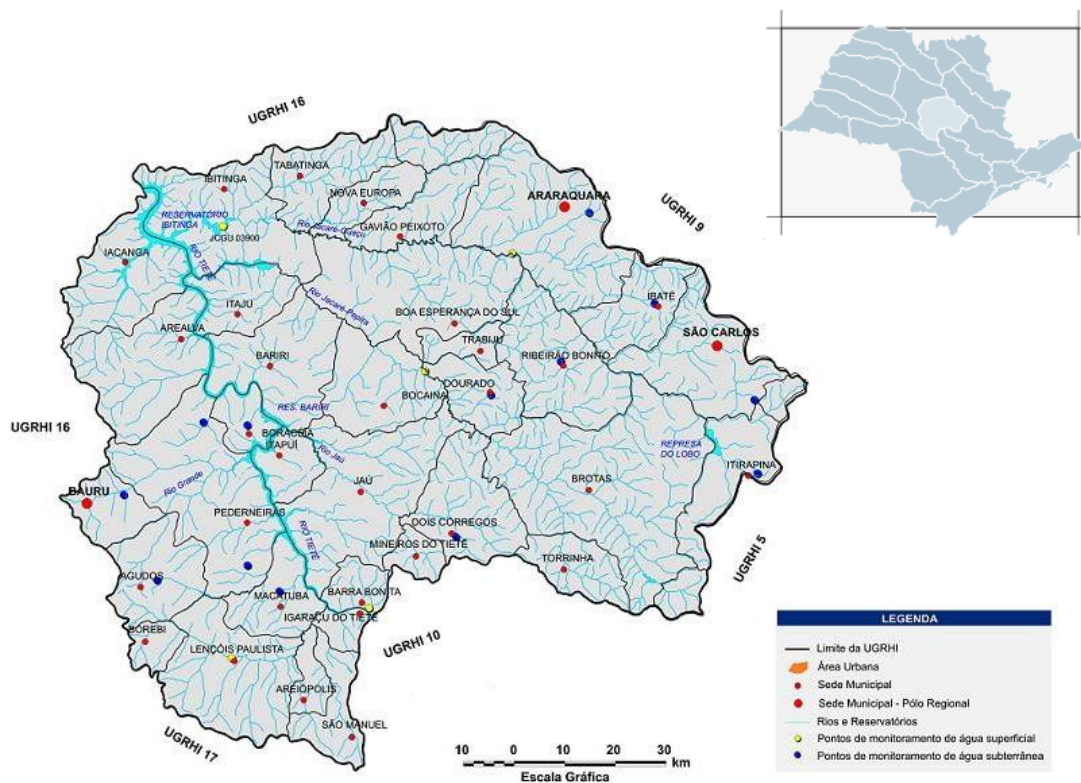 UGRHI 16
TABATINGA
IBITINGA
NOVA EUROPA
ARARAQUARA
UGRHI 9
RESERVATÓRIO
IBITINGA
JCGU 03900
Rio Jacaré-Guaçu
GAVIÃO PEIXOTO
IACANGA
RIO TIETÊ
ITAJU
Rio Jacaré-Pepira
BOA ESPERANÇA DO SUL
IBATÉ
AREALVA
TRABIJU
SÃO CARLOS
BARIRI
RIBEIRÃO BONITO
DOURADO
BOCAINA
RES. BARIRI
UGRHI 16
BORACÉIA
ITAPUÍ
Rio Jaú
REPRESA
DO LOBO
ITIRAPINA
Rio Grande
BAURU
JAÚ
BROTAS
PEDERNEIRAS
RIO TIETÊ
DOIS CÓRREGOS
MINEIROS DO TIETÊ
TORRINHA
UGRHI 5
AGUDOS
MACATUBA
BARRA BONITA
IGARAÇU DO TIETÊ
BOREBI
UGRHI 10
LENÇÓIS PAULISTA
AREIÓPOLIS
SÃO MANUEL
UGRHI 17
LEGENDA
Limite da UGRHI
Área Urbana
Sede Municipal
Sede Municipal - Pólo Regional
Rios e Reservatórios
Pontos de monitoramento de água superficial
Pontos de monitoramento de água subterrânea
10 0 10 20 30 km
Escala Gráfica